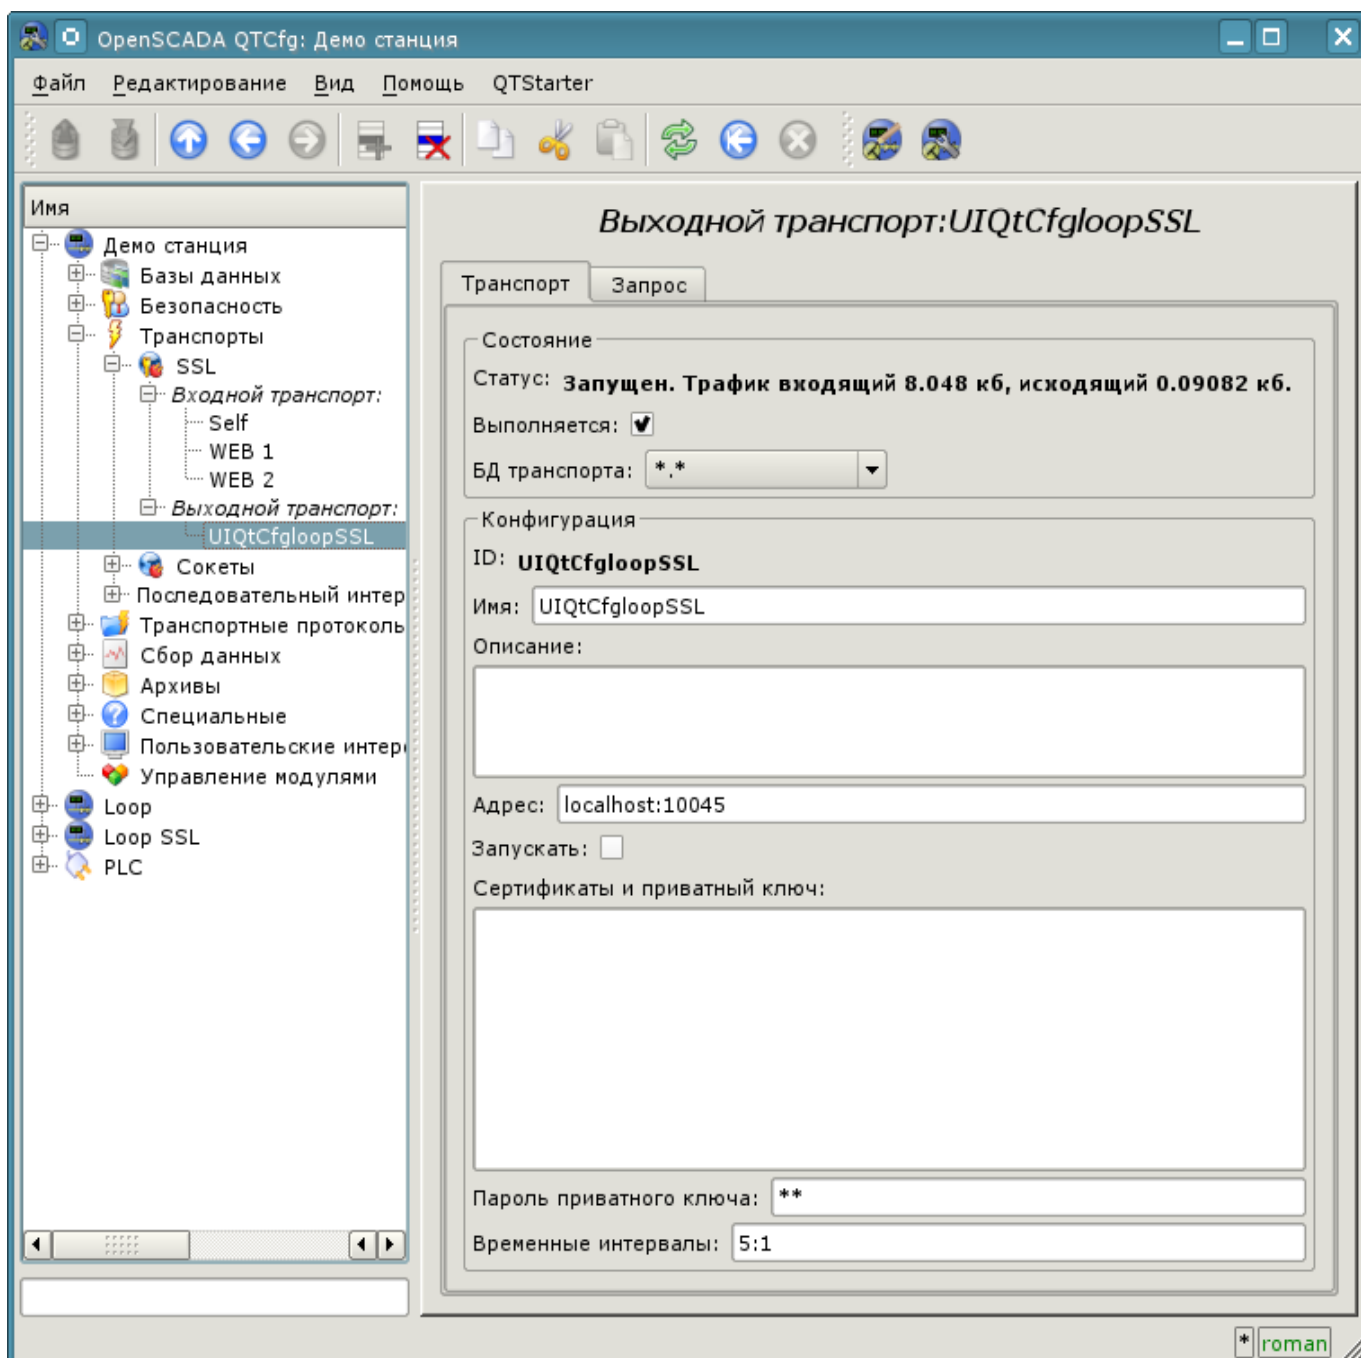 OpenSCADA QTCfg: Демо станция
Файл Редактирование Вид Помощь QTStarter
Имя
Демо станция
Базы данных
Безопасность
Транспорты
SSL
Входной транспорт:
Self
WEB 1
WEB 2
Выходной транспорт:
UIQtCfgloopSSL
Сокеты
Последовательный интер
Транспортные протоколь
Сбор данных
Архивы
Специальные
Пользовательские интер
Управление модулями
Loop
Loop SSL
PLC
Выходной транспорт:UIQtCfgloopSSL
Транспорт Запрос
Состояние
Статус: Запущен. Трафик входящий 8.048 кб, исходящий 0.09082 кб.
Выполняется:
БД транспорта: *.*
Конфигурация
ID: UIQtCfgloopSSL
Имя: UIQtCfgloopSSL
Описание:
Адрес: localhost:10045
Запускать:
Сертификаты и приватный ключ:
Пароль приватного ключа: **
Временные интервалы: 5:1
* roman